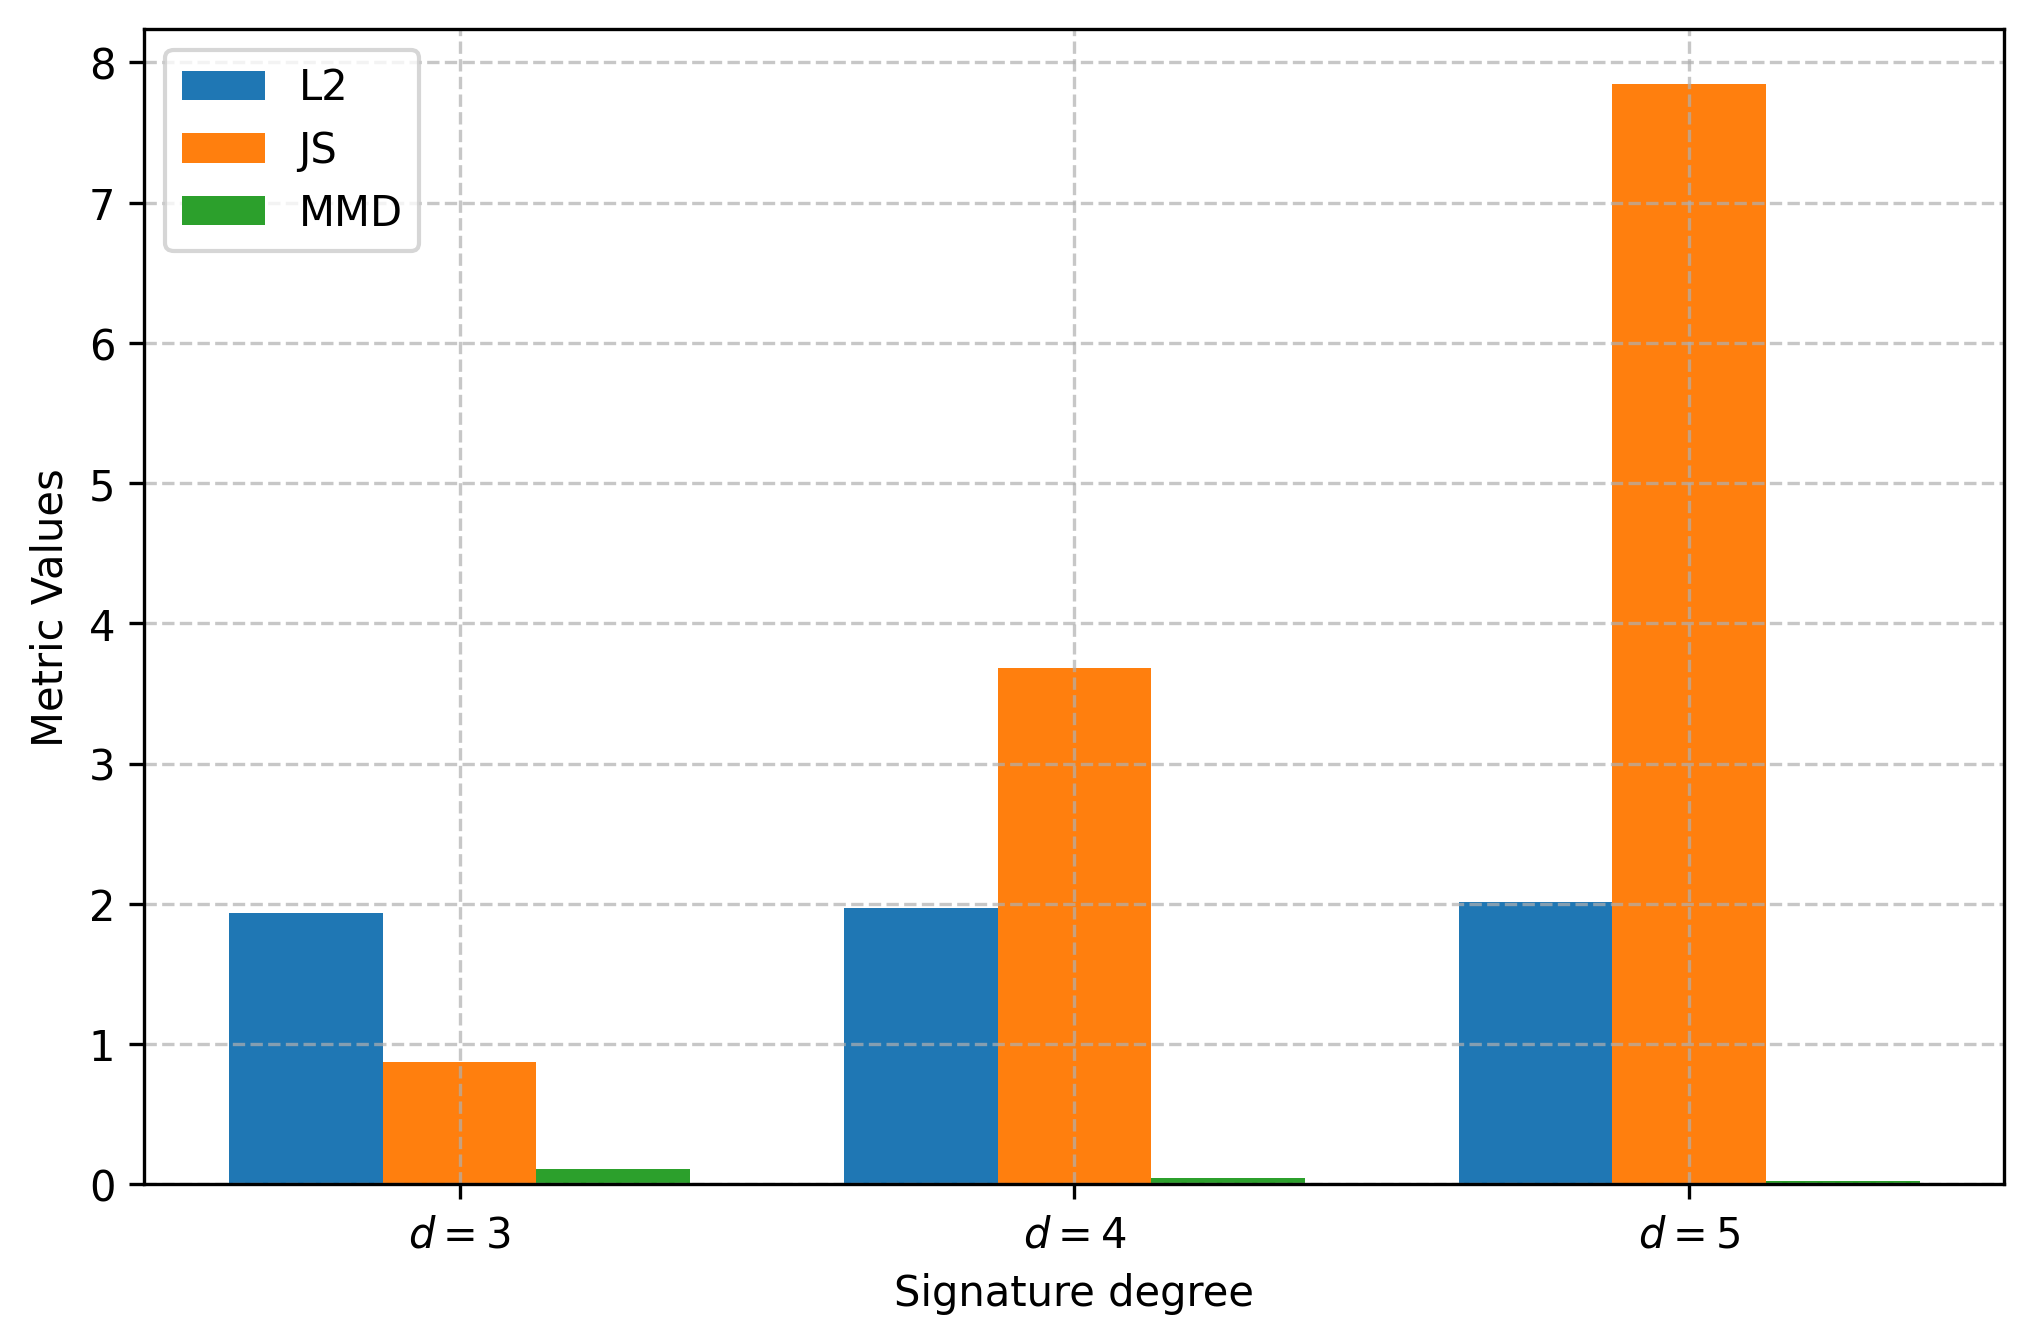 L2
JS
MMD
Metric Values
8
7
6
5
4
3
2
1
0
d = 3
d = 4
d = 5
Signature degree